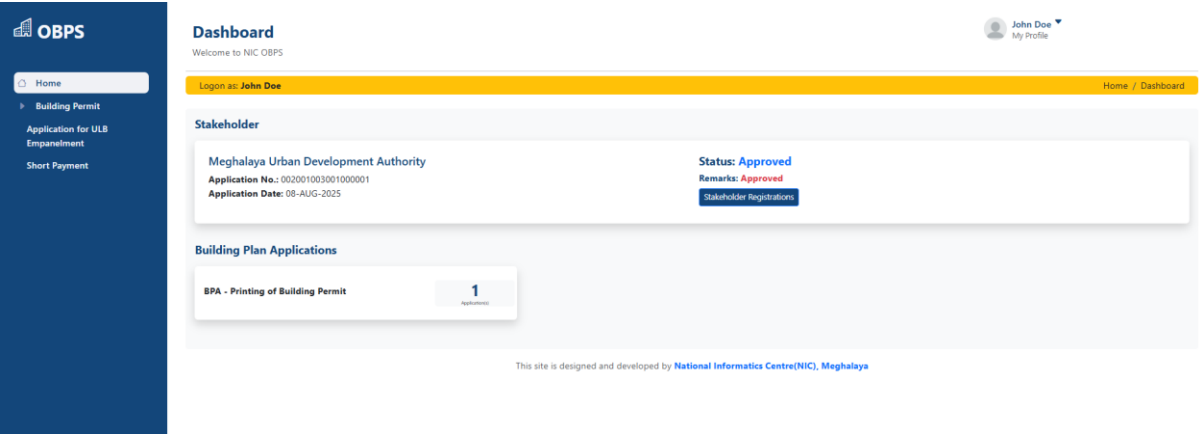 OBPS
Home
Building Permit
Application for ULB
Empanelment
Short Payment
Dashboard
Welcome to NIC OBPS
John Doe
My Profile
Logon as: John Doe
Home / Dashboard
Stakeholder
Meghalaya Urban Development Authority
Application No.: 002001003001000001
Application Date: 08-AUG-2025
Status: Approved
Remarks: Approved
Stakeholder Registrations
Building Plan Applications
BPA - Printing of Building Permit
1
Application(s)
This site is designed and developed by National Informatics Centre(NIC), Meghalaya